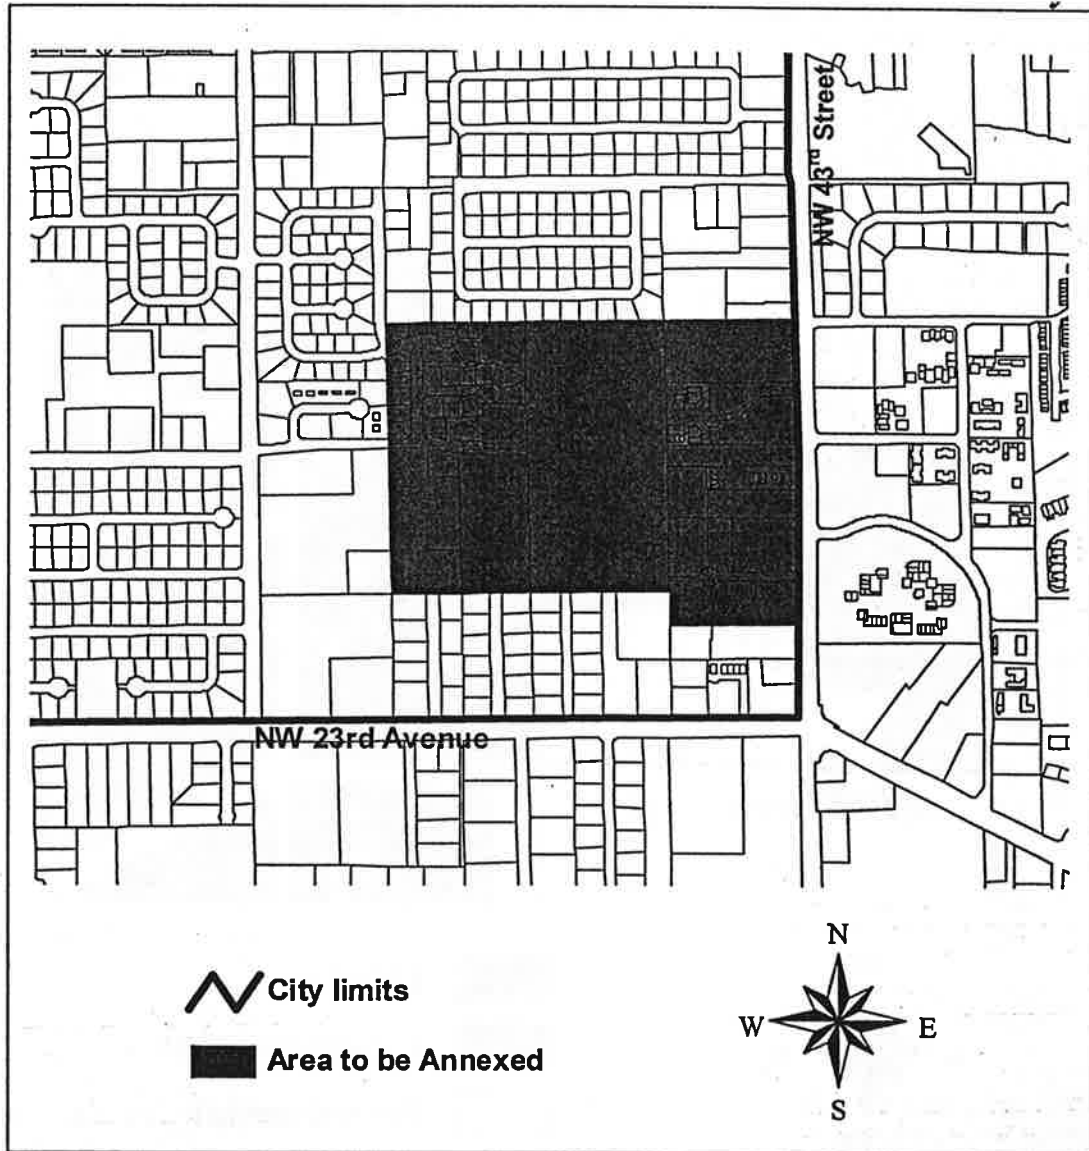 NW 43rd Street
NW 23rd Avenue
City limits
Area to be Annexed
N
W
E
S